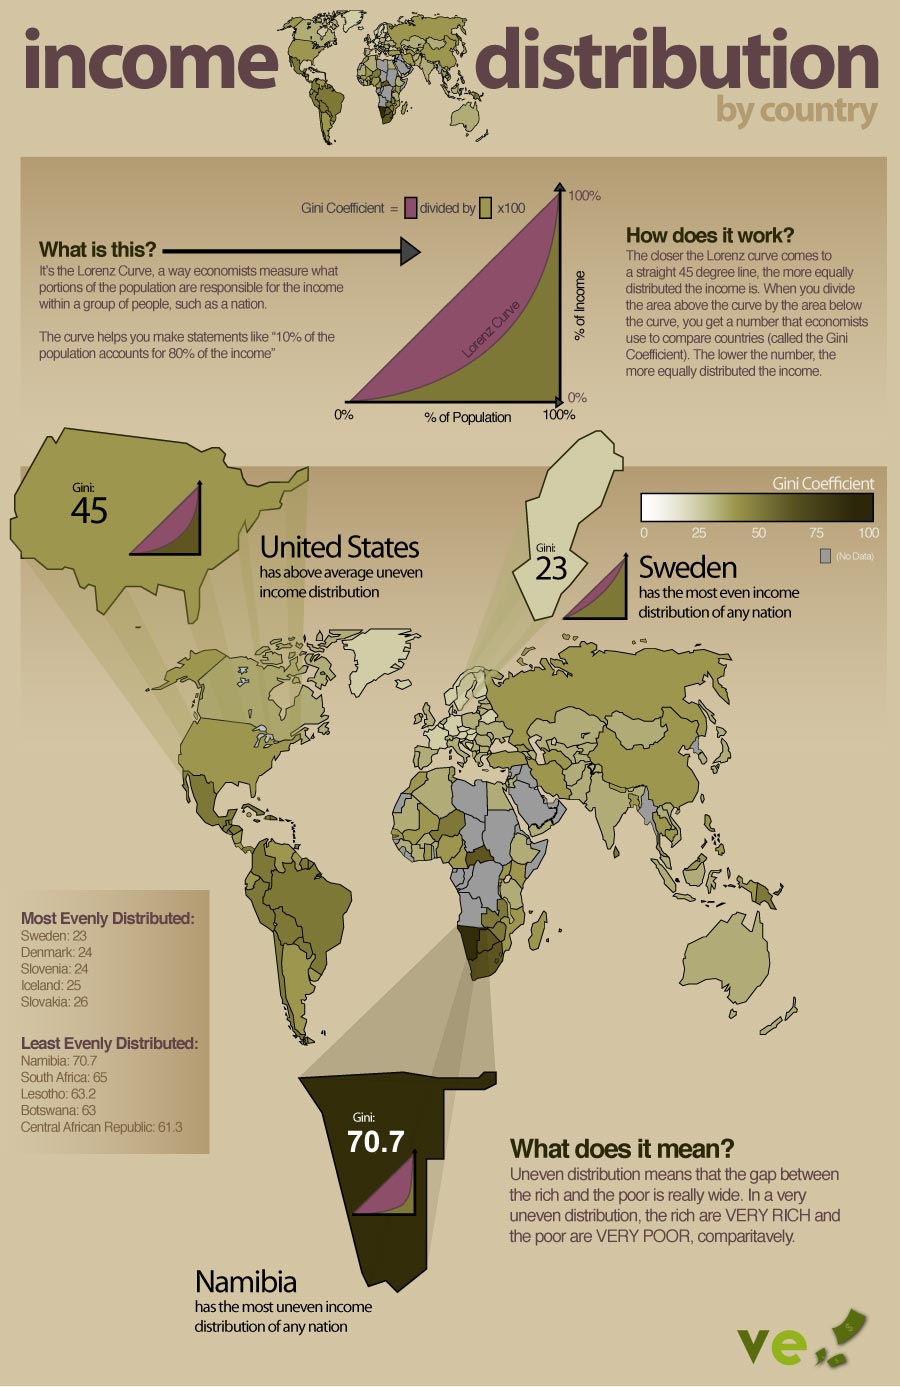 income distribution
by country
Gini Coefficient = divided by x100
100%
What is this?
It's the Lorenz Curve, a way economists measure what
portions of the population are responsible for the income
within a group of people, such as a nation.
The curve helps you make statements like “10% of the
population accounts for 80% of the income”
Lorenz Curve
% of Income
0%
0%
% of Population
100%
How does it work?
The closer the Lorenz curve comes to
a straight 45 degree line, the more equally
distributed the income is. When you divide
the area above the curve by the area below
the curve, you get a number that economists
use to compare countries (called the Gini
Coefficient). The lower the number, the
more equally distributed the income.
Gini:
45
United States
has above average uneven
income distribution
Gini:
23
Sweden
has the most even income
distribution of any nation
Gini Coefficient
0 25 50 75 100
(No Data)
Most Evenly Distributed:
Sweden: 23
Denmark: 24
Slovenia: 24
Iceland: 25
Slovakia: 26
Least Evenly Distributed:
Namibia: 70.7
South Africa: 65
Lesotho: 63.2
Botswana: 63
Central African Republic: 61.3
Gini:
70.7
Namibia
has the most uneven income
distribution of any nation
What does it mean?
Uneven distribution means that the gap between
the rich and the poor is really wide. In a very
uneven distribution, the rich are VERY RICH and
the poor are VERY POOR, comparitavely.
ve